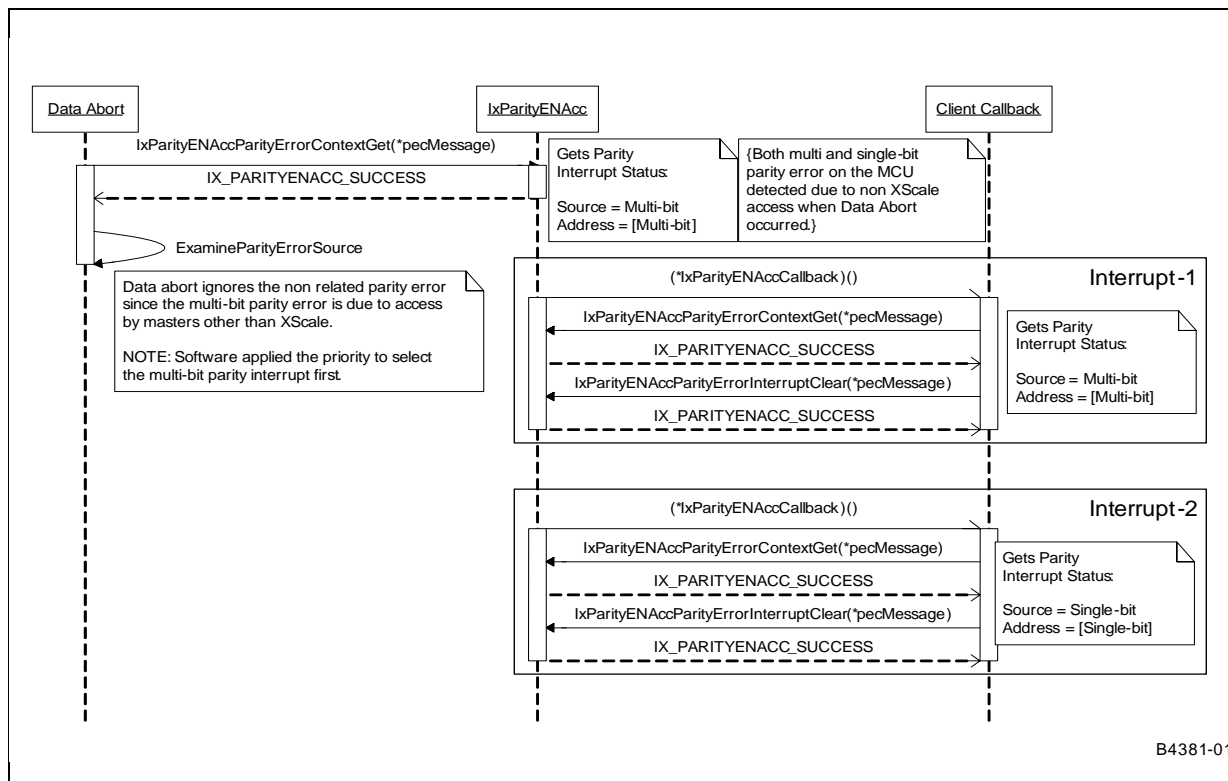 Data Abort
IxParityENAcc
Client Callback
IxParityENAccParityErrorContextGet(*pecMessage)
IX_PARITYENACC_SUCCESS
ExamineParityErrorSource
Gets Parity
Interrupt Status:
Source = Multi-bit
Address = [Multi-bit]
{Both multi and single-bit
parity error on the MCU
detected due to non XScale
access when Data Abort
occurred.}
Data abort ignores the non related parity error
since the multi-bit parity error is due to access
by masters other than XScale.
NOTE: Software applied the priority to select
the multi-bit parity interrupt first.
Interrupt-1
(*IxParityENAccCallback)()
IxParityENAccParityErrorContextGet(*pecMessage)
IX_PARITYENACC_SUCCESS
IxParityENAccParityErrorInterruptClear(*pecMessage)
IX_PARITYENACC_SUCCESS
Gets Parity
Interrupt Status:
Source = Multi-bit
Address = [Multi-bit]
Interrupt-2
(*IxParityENAccCallback)()
IxParityENAccParityErrorContextGet(*pecMessage)
IX_PARITYENACC_SUCCESS
IxParityENAccParityErrorInterruptClear(*pecMessage)
IX_PARITYENACC_SUCCESS
Gets Parity
Interrupt Status:
Source = Single-bit
Address = [Single-bit]
B4381-01